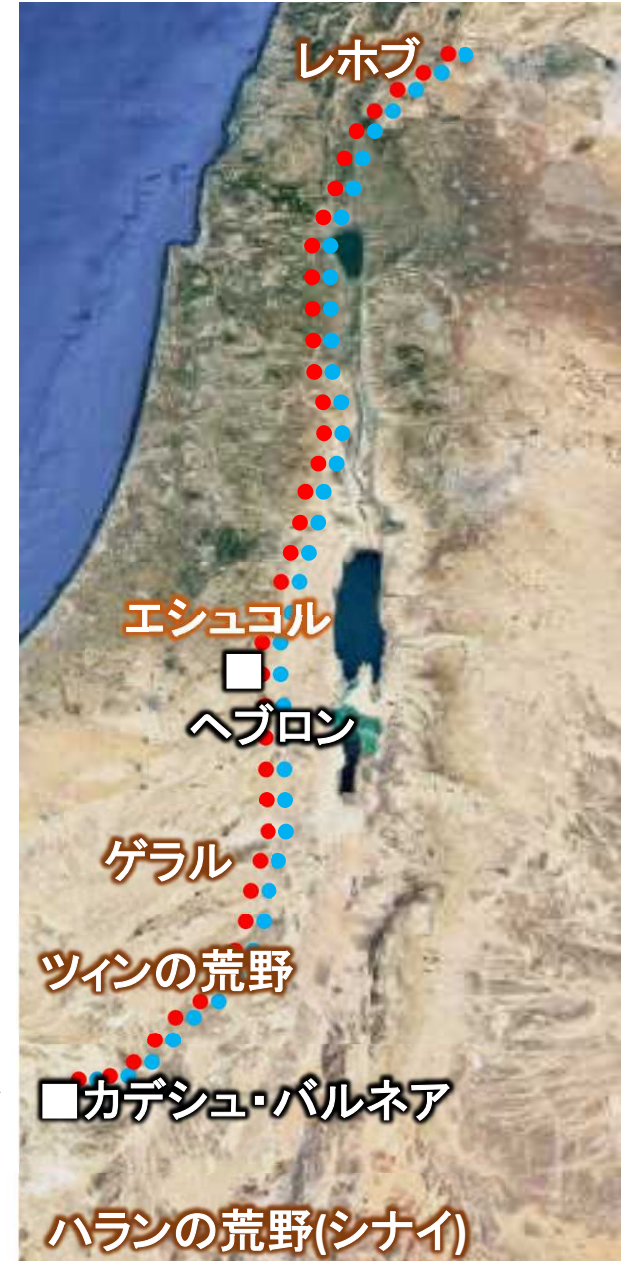 レホブ
エシュコル
ヘブロン
ゲラル
ツィンの荒野
カデシュ・バルネア
ハランの荒野(シナイ)